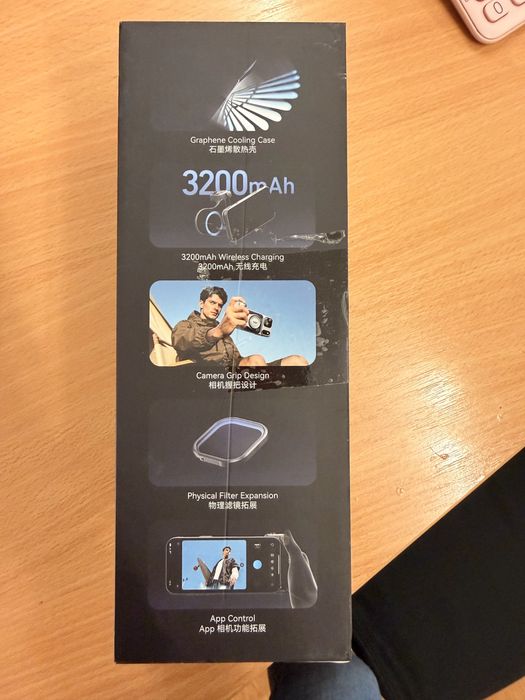 Graphene Cooling Case
石墨烯散热壳
3200mAh
3200mAh Wireless Charging
3200mAh 无线充电
Camera Grip Design
相机握把设计
Physical Filter Expansion
物理滤镜拓展
App Control
App 相机功能拓展